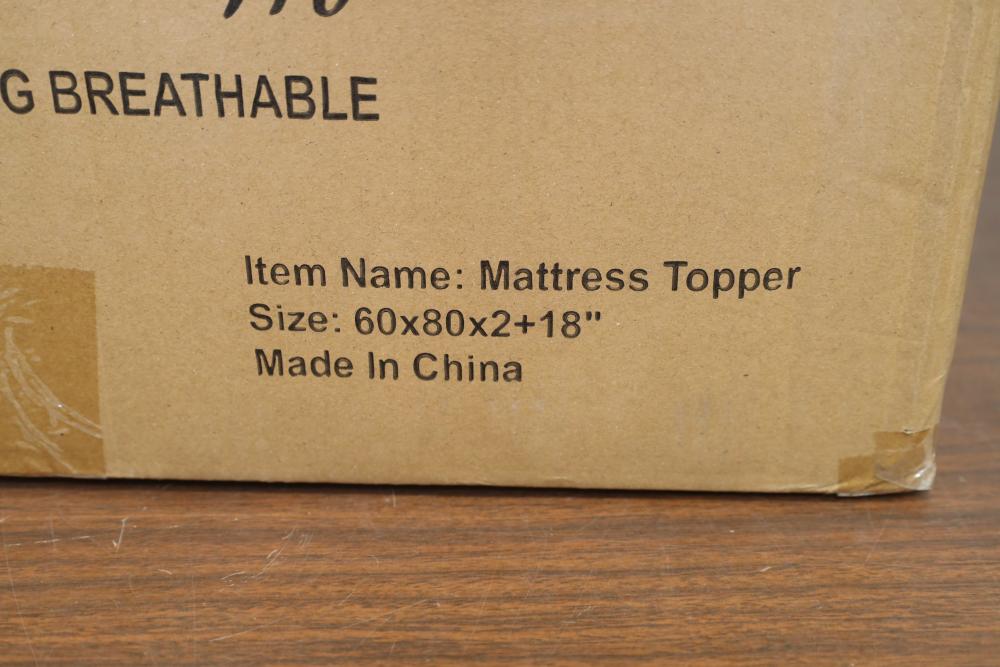 G BREATHABLE
Item Name: Mattress Topper
Size: 60x80x2+18"
Made In China